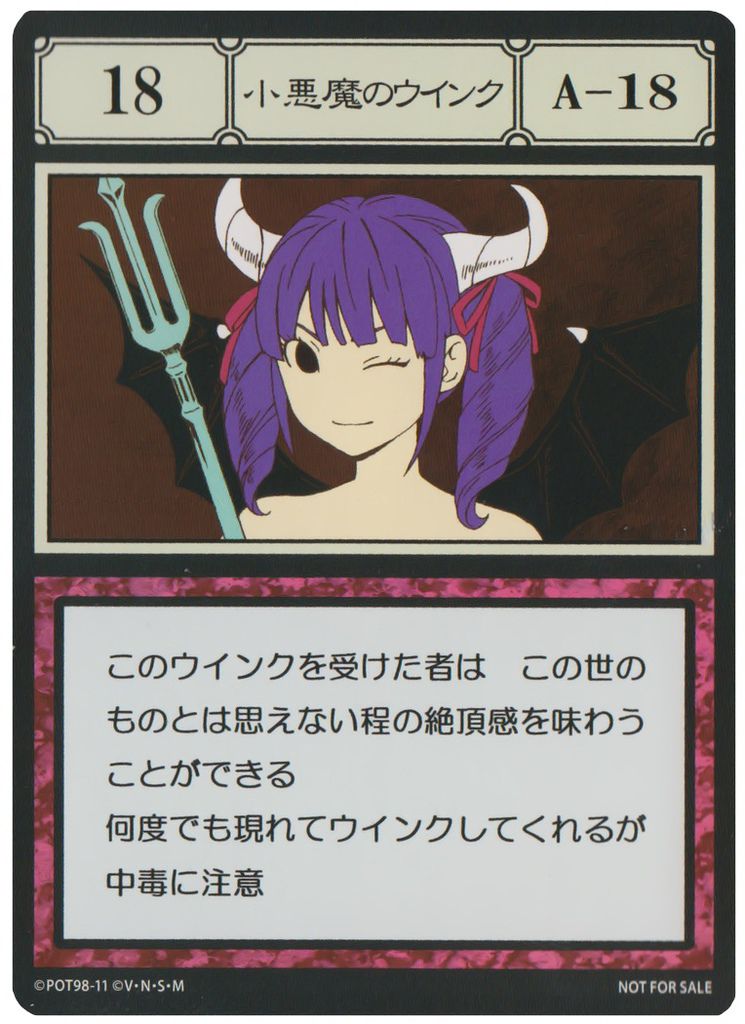 18
小悪魔のウインク
A-18
このウインクを受けた者は　この世の
ものとは思えない程の絶頂感を味わう
ことができる
何度でも現れてウインクしてくれるが
中毒に注意
©POT98-11 ©V・N・S・M
NOT FOR SALE